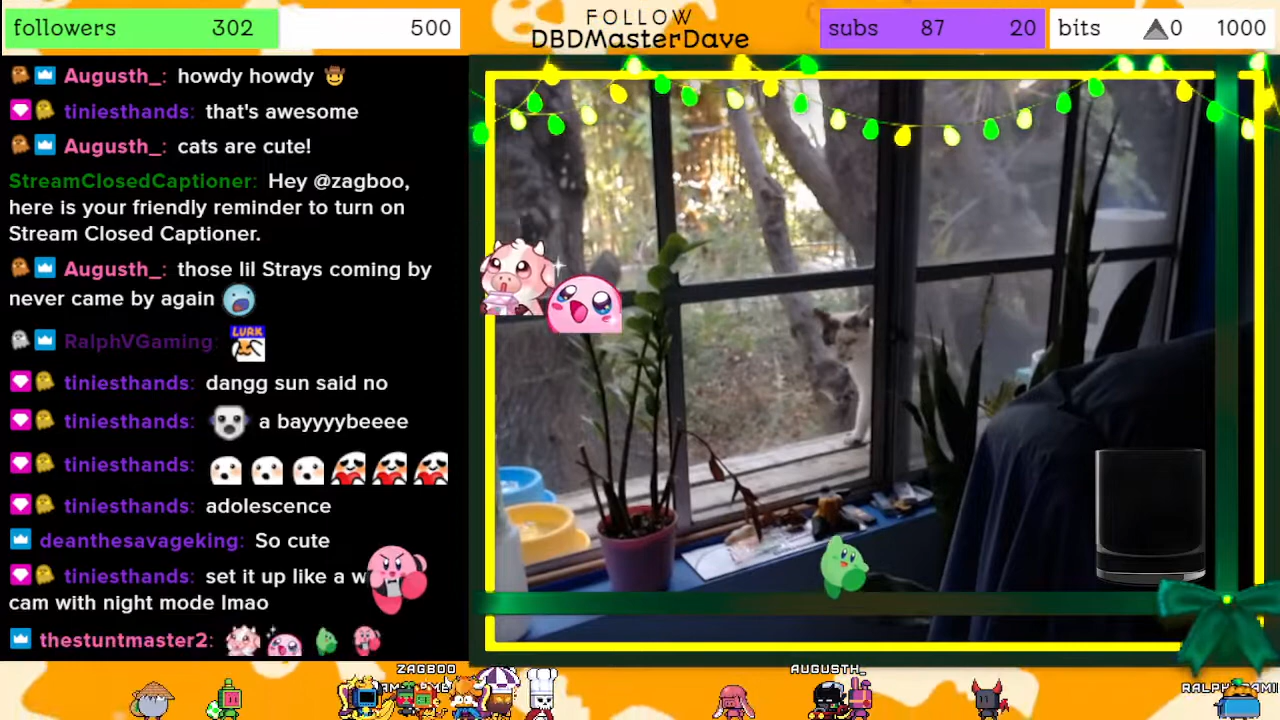 followers 302 500
FOLLOW
DBDMasterDave
subs 87 20
bits 0 1000
Augusth_: howdy howdy
tiniesthands: that's awesome
Augusth_: cats are cute!
StreamClosedCaptioner: Hey @zagboo,
here is your friendly reminder to turn on
Stream Closed Captioner.
Augusth_: those lil Strays coming by
never came by again
RalphVGaming: LURK
tiniesthands: dangg sun said no
tiniesthands: a bayyyybeeee
tiniesthands:
tiniesthands: adolescence
deanthesavageking: So cute
tiniesthands: set it up like a w
cam with night mode lmao
thestuntmaster2:
ZAGBOO
AUGUSTH_